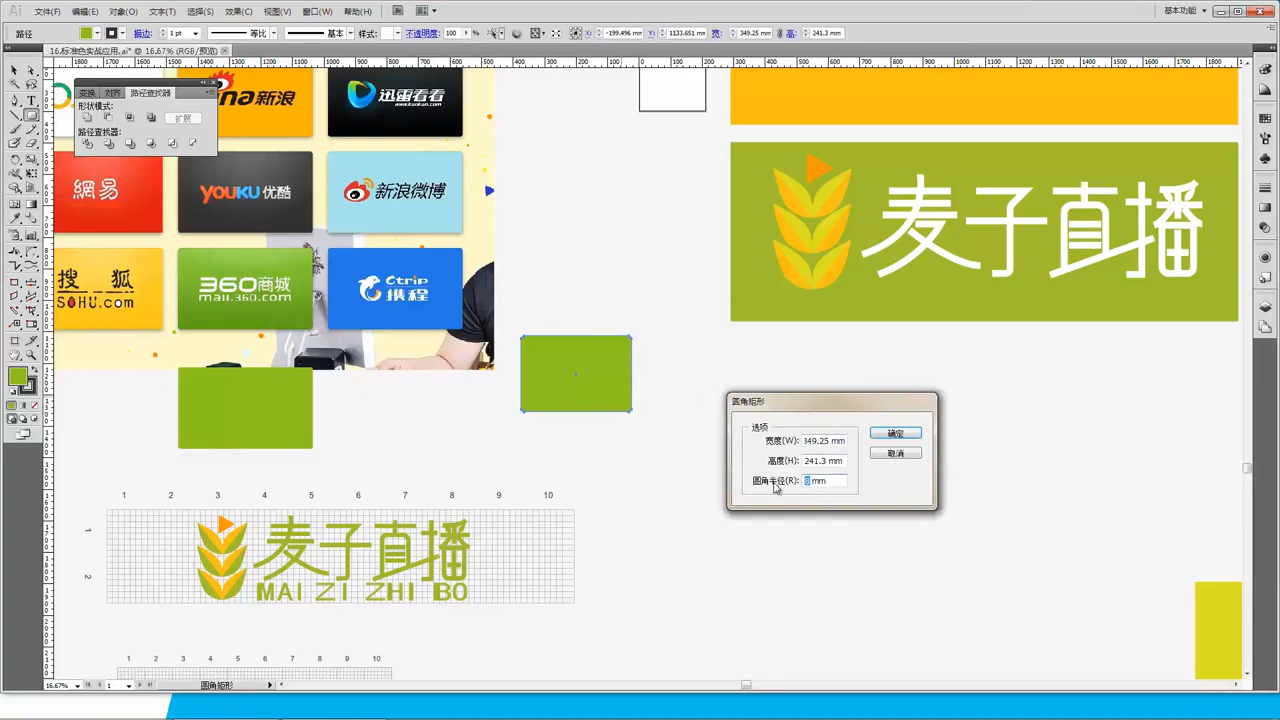 Ai 文件(F) 编辑(E) 对象(O) 文字(T) 选择(S) 效果(C) 视图(V) 窗口(W) 帮助(H) 基本功能
路径 描边: 1 pt 等比 基本 样式: 不透明度: 100 X: -199.496 mm Y: 1133.651 mm 宽: 349.25 mm 高: 241.3 mm
16.标准色实战应用.ai* @ 16.67% (RGB/预览)
变换 对齐 路径查找器
形状模式:
扩展
路径查找器:
新浪
迅雷看看
www.kankan.com
網易
YOUKU 优酷
新浪微博
搜狐
SOHU.com
360商城
mall.360.com
Ctrip
携程
麦子直播
圆角矩形
选项
宽度(W): 349.25 mm
高度(H): 241.3 mm
圆角半径(R): mm
确定
取消
1 2 3 4 5 6 7 8 9 10
1
2
麦子直播
MAI ZI ZHI BO
1 2 3 4 5 6 7 8 9 10
16.67% 1 圆角矩形